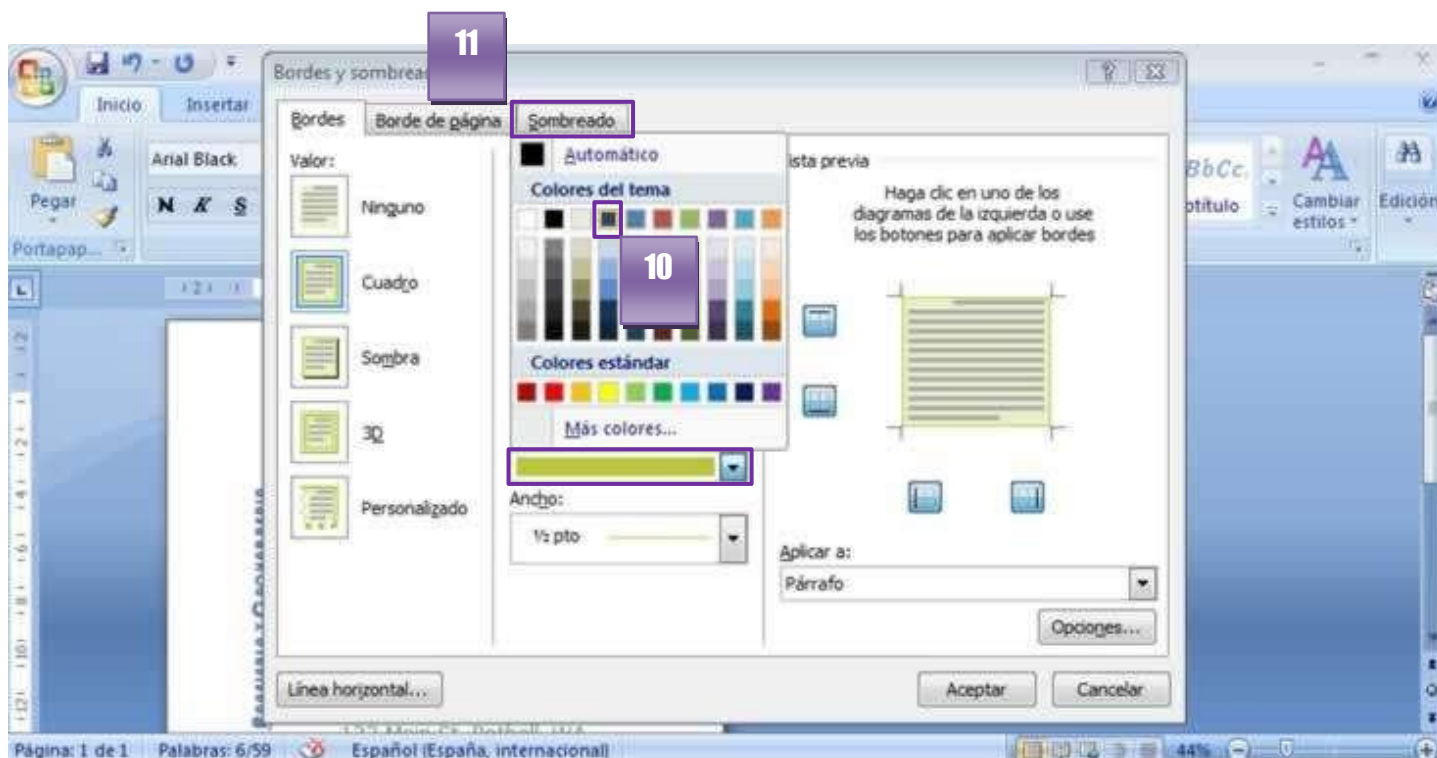 11
Bordes y sombrea
Inicio
Insertar
Bordes
Borde de página
Sombreado
Arial Black
Pegar
N K S
Portapap...
Valor:
Ninguno
Cuadro
Sombra
3D
Personalizado
Automático
Colores del tema
10
Colores estándar
Más colores...
Ancho:
½ pto
ista previa
Haga clic en uno de los
diagramas de la izquierda o use
los botones para aplicar bordes
Aplicar a:
Párrafo
Opciones...
Línea horizontal...
Aceptar
Cancelar
BbCc,
btítulo
Cambiar
estilos
Edición
Página: 1 de 1
Palabras: 6/59
Español (España, internacional)
44%